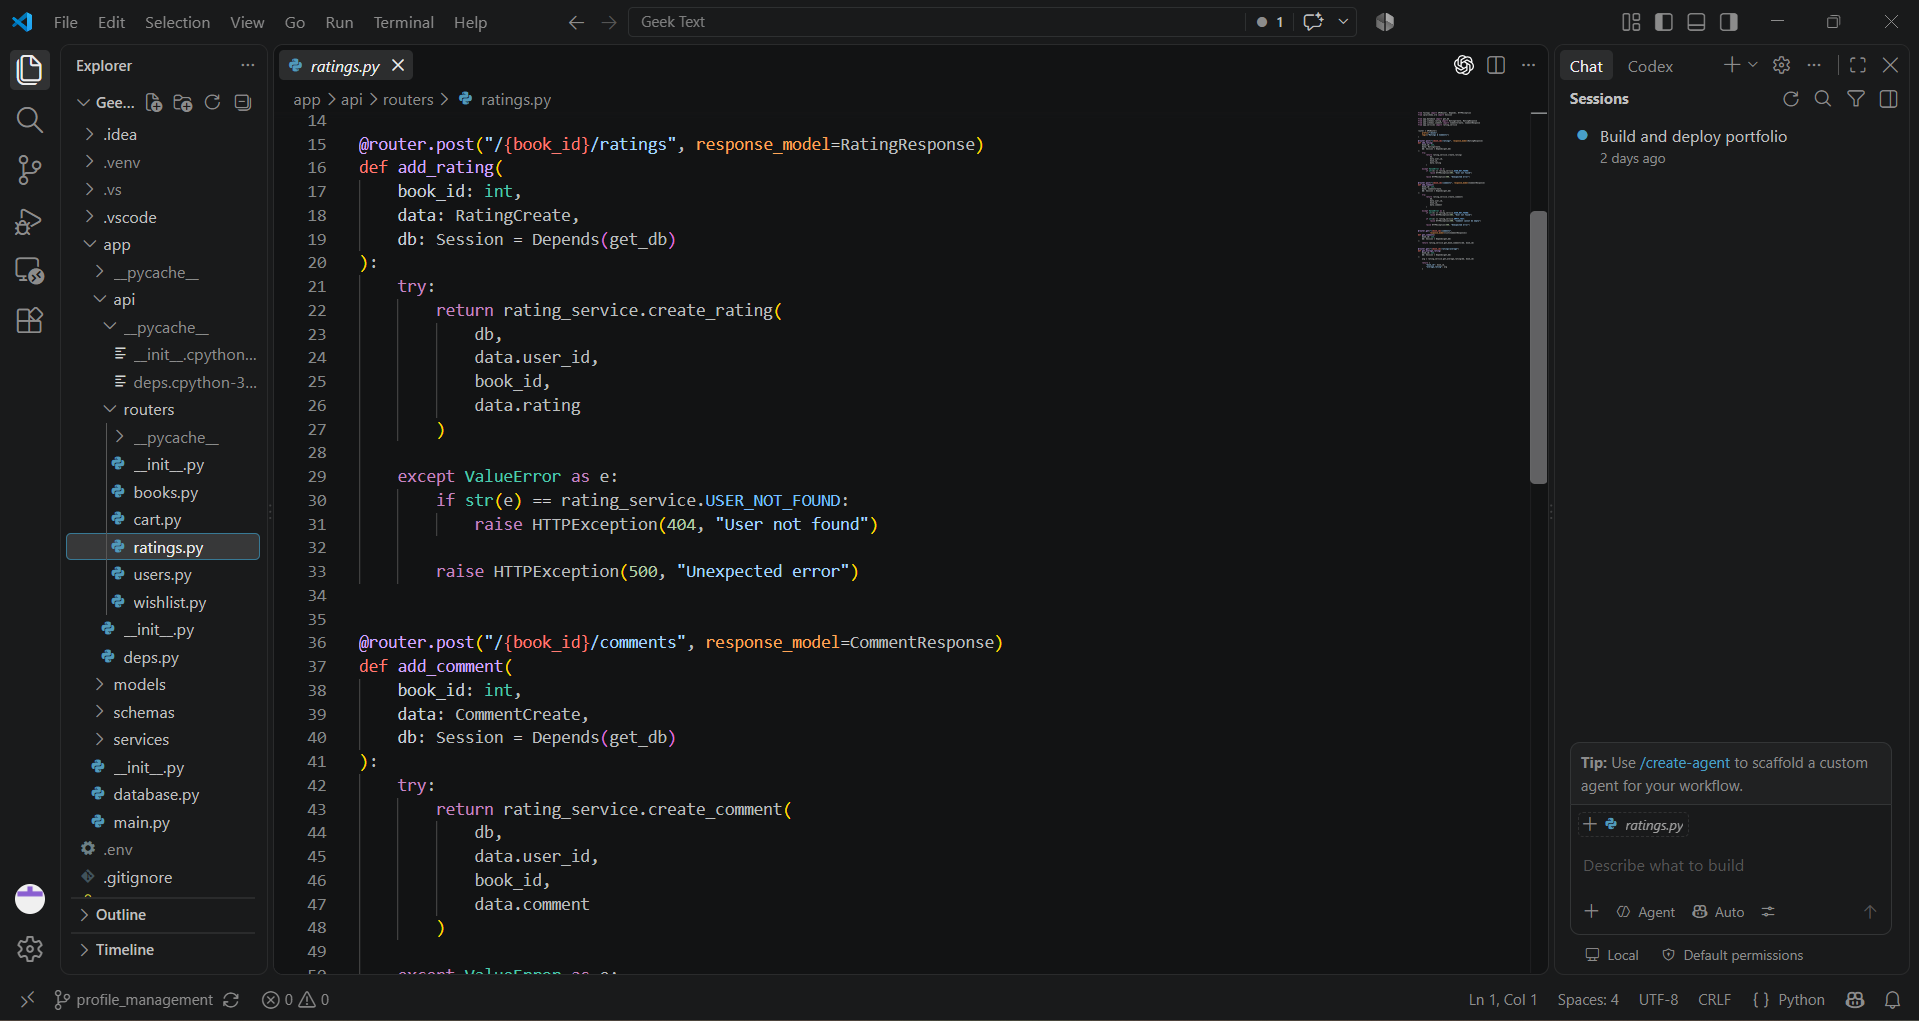 File Edit Selection View Go Run Terminal Help
Geek Text
1
Explorer
Gee...
.idea
.venv
.vs
.vscode
app
__pycache__
api
__pycache__
__init__.cpython...
deps.cpython-3...
routers
__pycache__
__init__.py
books.py
cart.py
ratings.py
users.py
wishlist.py
__init__.py
deps.py
models
schemas
services
__init__.py
database.py
main.py
.env
.gitignore
Outline
Timeline
ratings.py
app > api > routers > ratings.py
14
15 @router.post("/{book_id}/ratings", response_model=RatingResponse)
16 def add_rating(
17 book_id: int,
18 data: RatingCreate,
19 db: Session = Depends(get_db)
20 ):
21 try:
22 return rating_service.create_rating(
23 db,
24 data.user_id,
25 book_id,
26 data.rating
27 )
28
29 except ValueError as e:
30 if str(e) == rating_service.USER_NOT_FOUND:
31 raise HTTPException(404, "User not found")
32
33 raise HTTPException(500, "Unexpected error")
34
35
36 @router.post("/{book_id}/comments", response_model=CommentResponse)
37 def add_comment(
38 book_id: int,
39 data: CommentCreate,
40 db: Session = Depends(get_db)
41 ):
42 try:
43 return rating_service.create_comment(
44 db,
45 data.user_id,
46 book_id,
47 data.comment
48 )
49
50 except ValueError as e:
Chat Codex
Sessions
Build and deploy portfolio
2 days ago
Tip: Use /create-agent to scaffold a custom
agent for your workflow.
ratings.py
Describe what to build
Agent Auto
Local Default permissions
profile_management 0 0
Ln 1, Col 1 Spaces: 4 UTF-8 CRLF { } Python